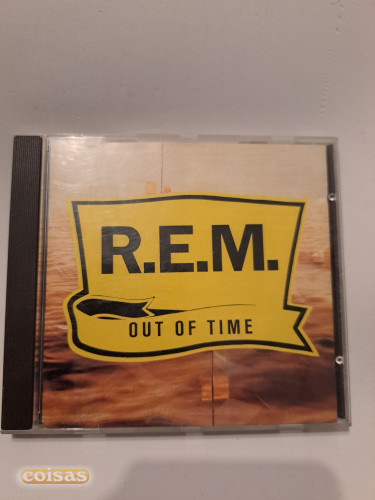 R.E.M.
OUT OF TIME
coisas